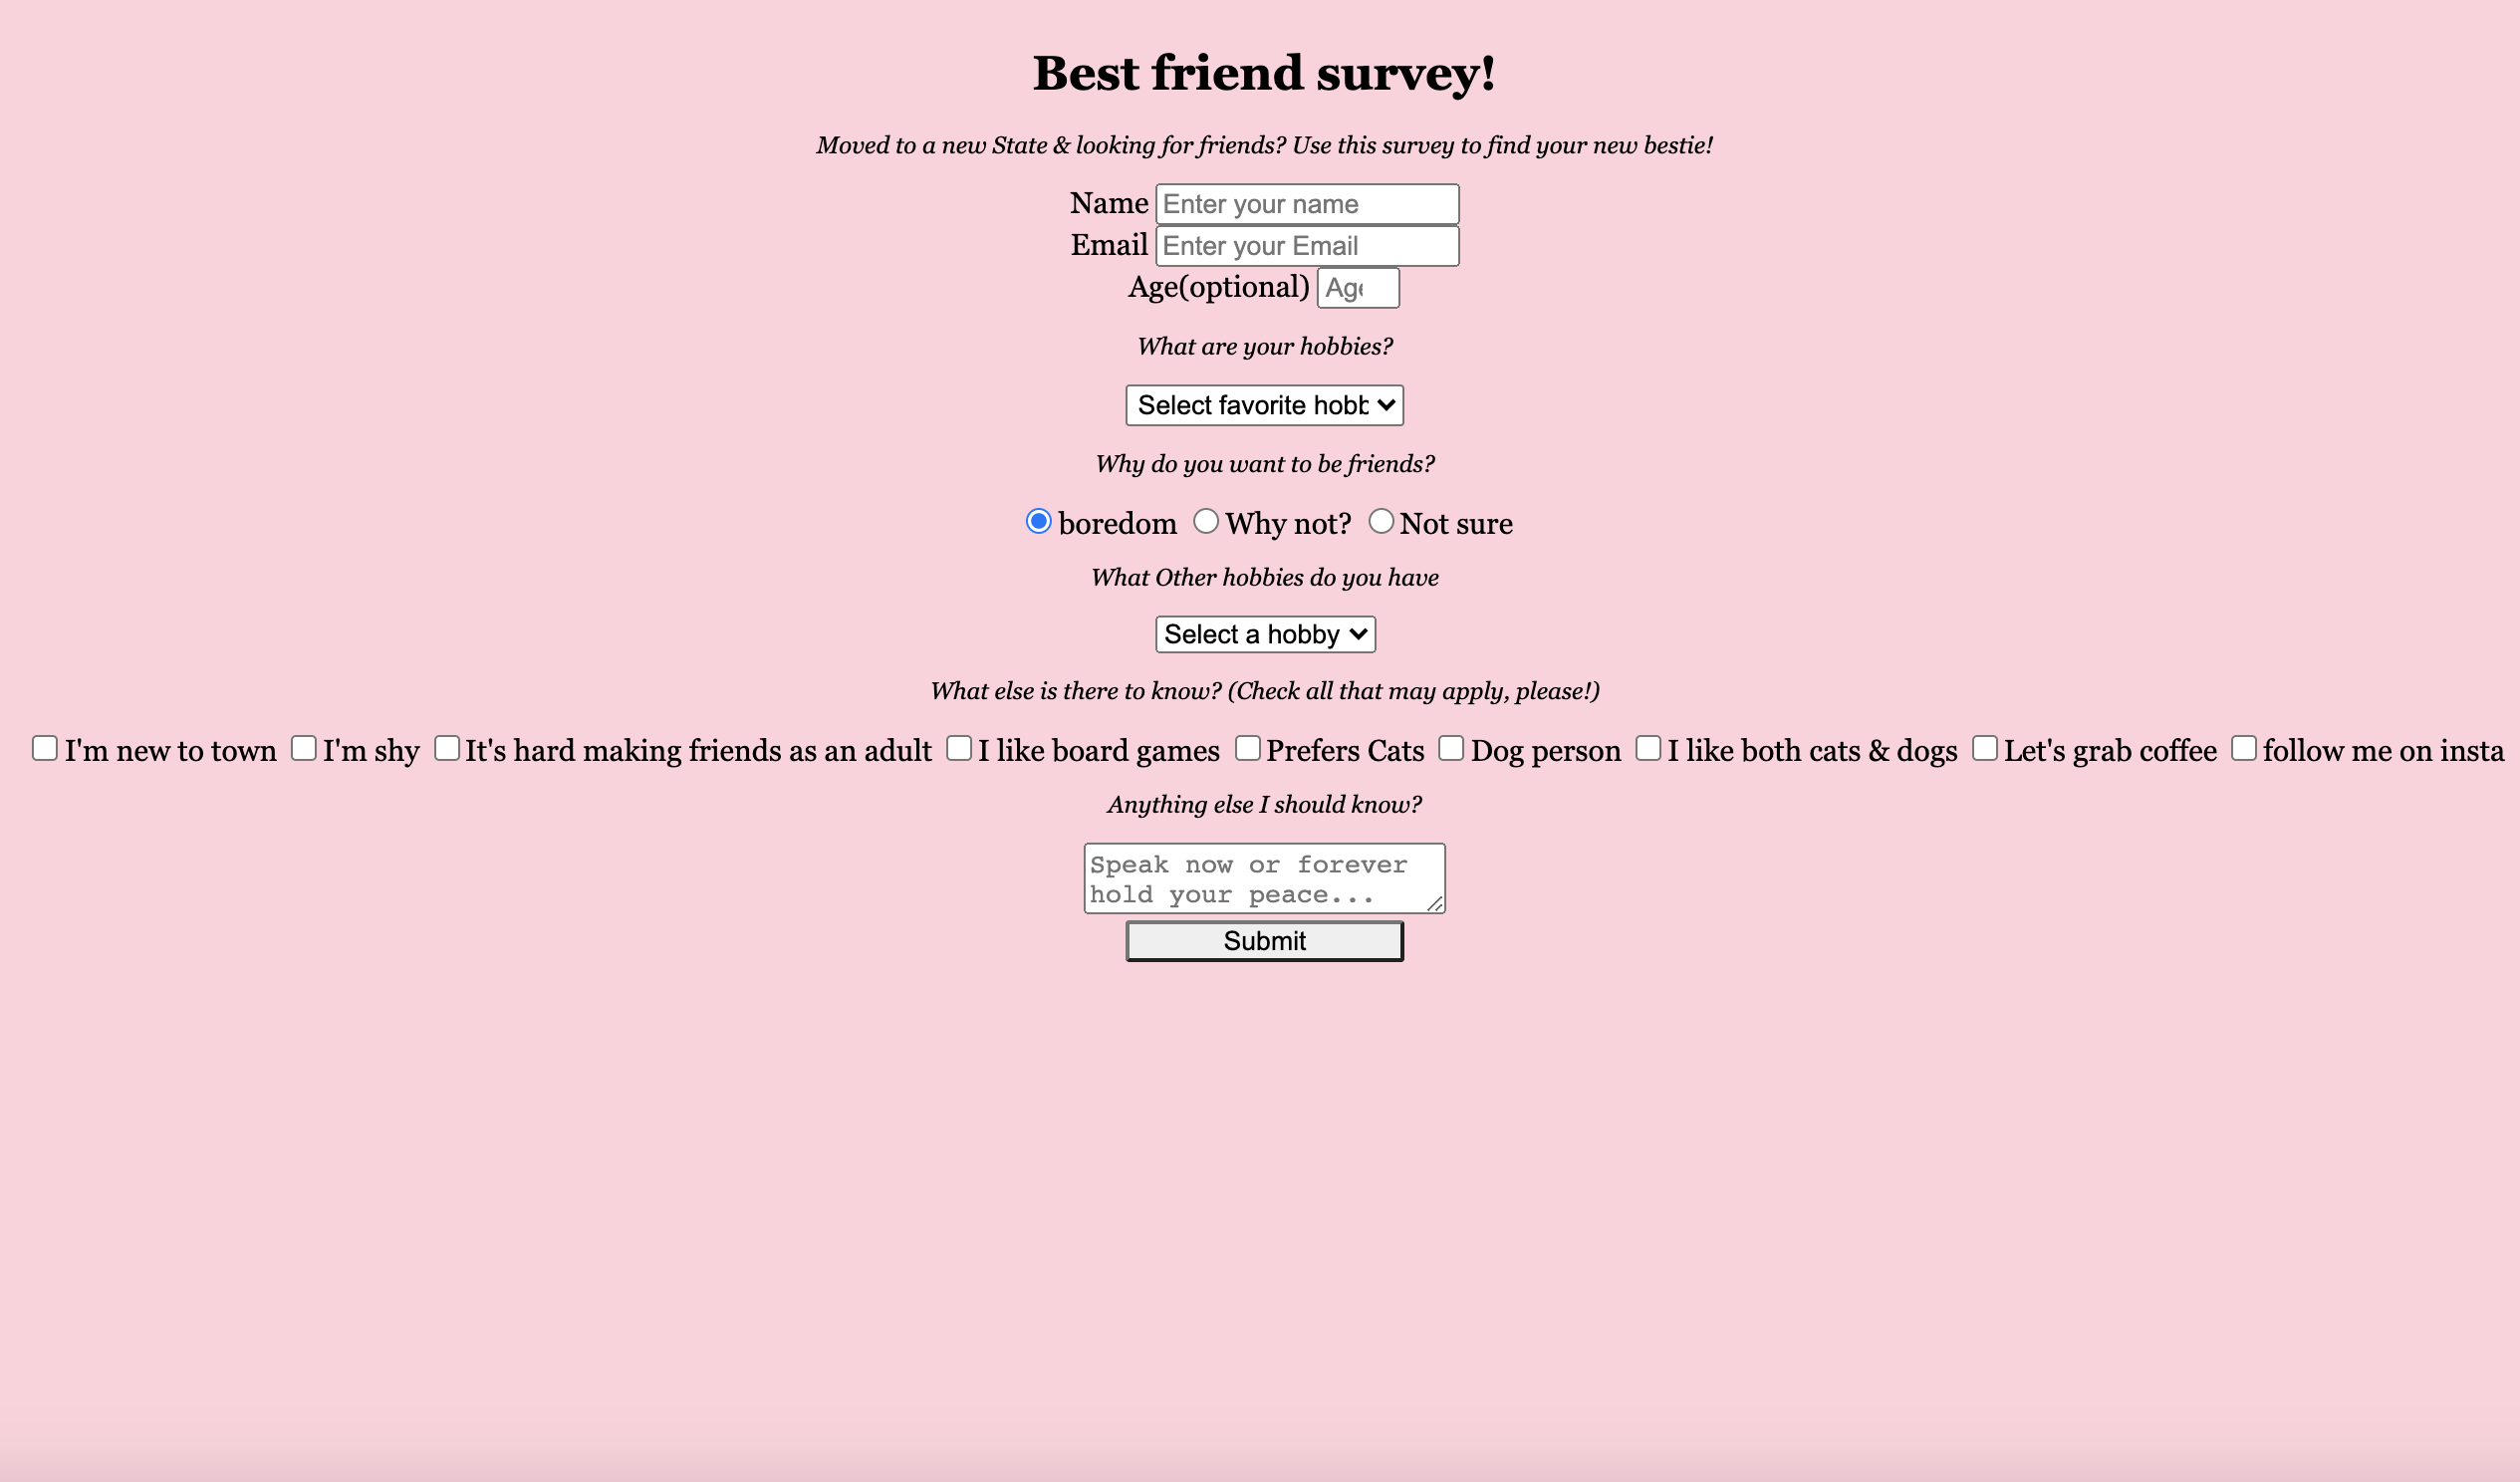 Best friend survey!
Moved to a new State & looking for friends? Use this survey to find your new bestie!
Name Enter your name
Email Enter your Email
Age(optional) Age
What are your hobbies?
Select favorite hobb
Why do you want to be friends?
boredom Why not? Not sure
What Other hobbies do you have
Select a hobby
What else is there to know? (Check all that may apply, please!)
I'm new to town I'm shy It's hard making friends as an adult I like board games Prefers Cats Dog person I like both cats & dogs Let's grab coffee follow me on insta
Anything else I should know?
Speak now or forever
hold your peace...
Submit